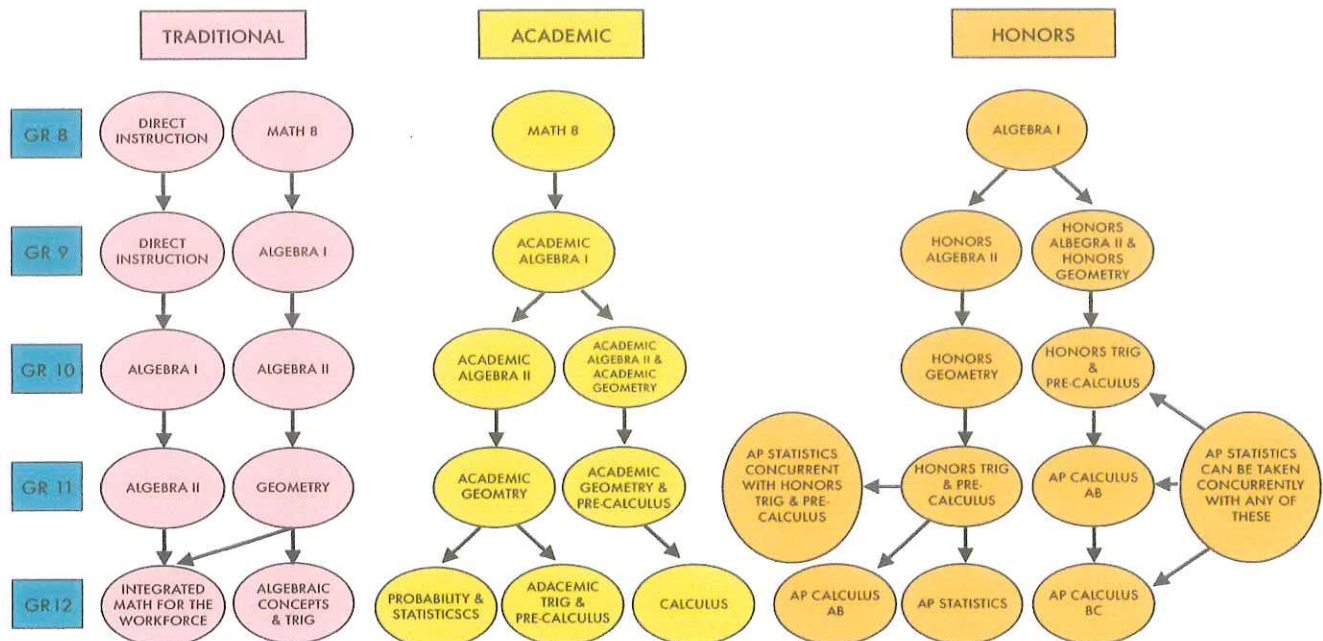 TRADITIONAL
ACADEMIC
HONORS
GR 8
DIRECT
INSTRUCTION
MATH 8
MATH 8
ALGEBRA I
GR 9
DIRECT
INSTRUCTION
ALGEBRA I
ACADEMIC
ALGEBRA I
HONORS
ALGEBRA II
HONORS
ALBEGRA II &
HONORS
GEOMETRY
GR 10
ALGEBRA I
ALGEBRA II
ACADEMIC
ALGEBRA II
ACADEMIC
ALGEBRA II &
ACADEMIC
GEOMETRY
HONORS
GEOMETRY
HONORS TRIG
&
PRE-CALCULUS
GR 11
ALGEBRA II
GEOMETRY
ACADEMIC
GEOMTRY
ACADEMIC
GEOMETRY &
PRE-CALCULUS
AP STATISTICS
CONCURRENT
WITH HONORS
TRIG & PRE-
CALCULUS
HONORS TRIG
& PRE-
CALCULUS
AP CALCULUS
AB
AP STATISTICS
CAN BE TAKEN
CONCURRENTLY
WITH ANY OF
THESE
GR12
INTEGRATED
MATH FOR THE
WORKFORCE
ALGEBRAIC
CONCEPTS
& TRIG
PROBABILITY &
STATISTICSCS
ADACEMIC
TRIG &
PRE-CALCULUS
CALCULUS
AP CALCULUS
AB
AP STATISTICS
AP CALCULUS
BC